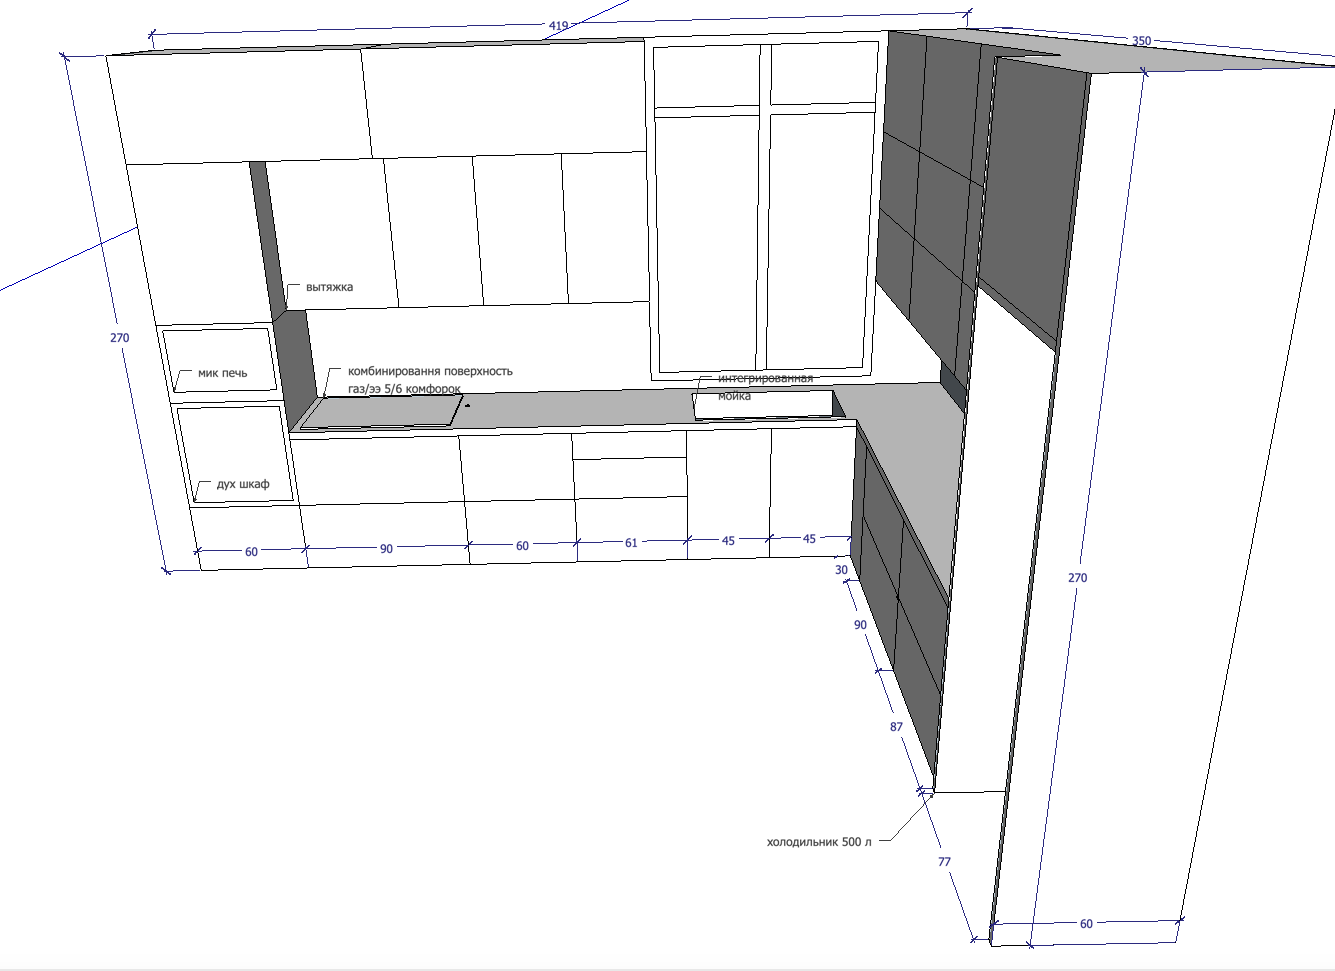 419
350
270
вытяжка
мик печь
комбинировання поверхность
газ/ээ 5/6 комфорок
интегрированная
мойка
дух шкаф
60
90
60
61
45
45
30
90
87
270
холодильник 500 л
77
60